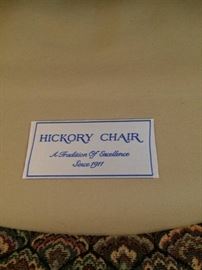 HICKORY CHAIR
A Tradition Of Excellence
Since 1911